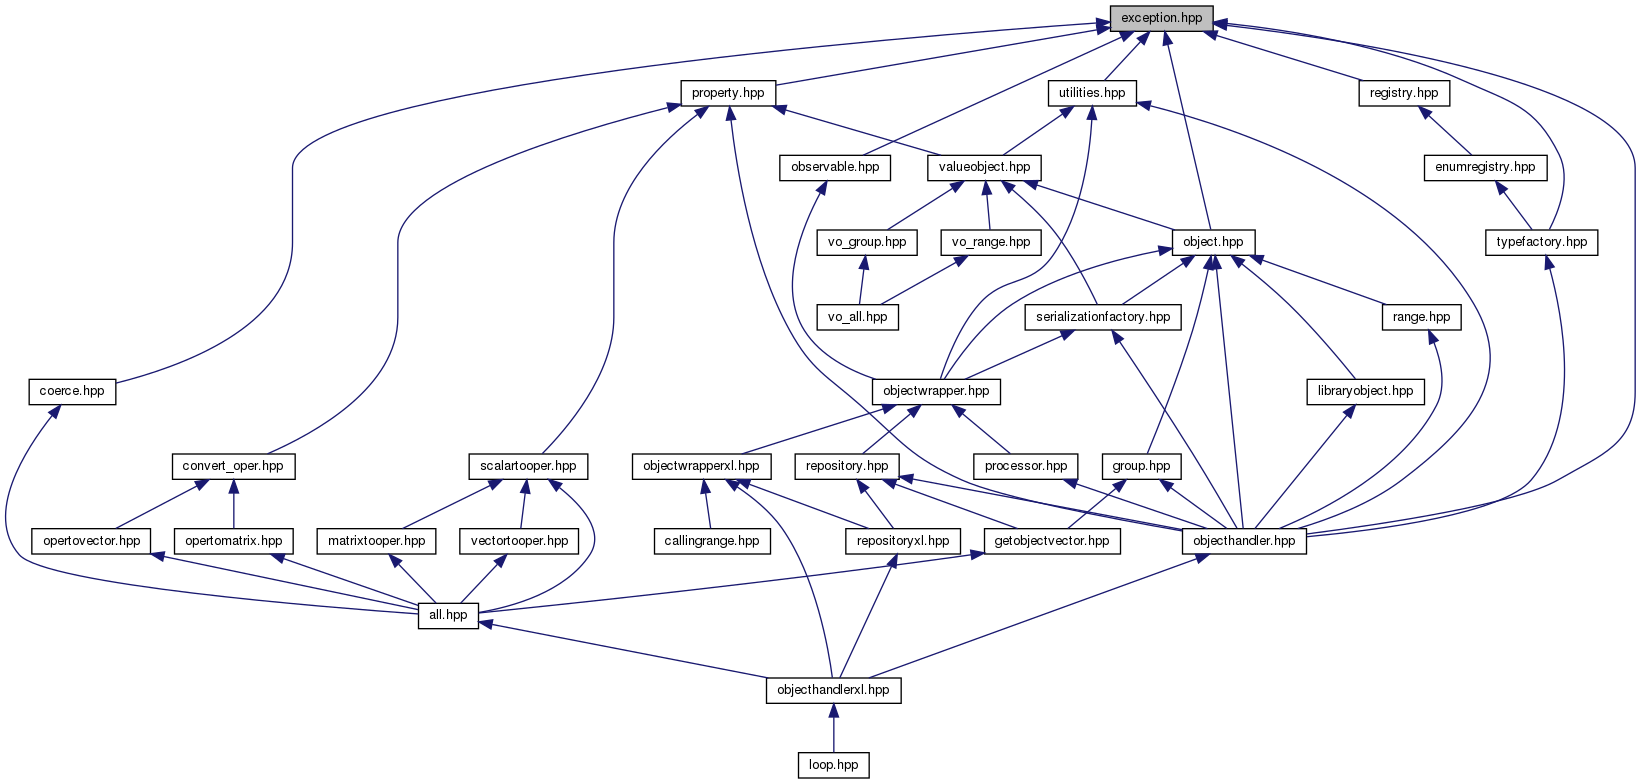 exception.hpp
property.hpp
utilities.hpp
registry.hpp
observable.hpp
valueobject.hpp
enumregistry.hpp
vo_group.hpp
vo_range.hpp
object.hpp
typefactory.hpp
vo_all.hpp
serializationfactory.hpp
range.hpp
coerce.hpp
objectwrapper.hpp
libraryobject.hpp
convert_oper.hpp
scalartooper.hpp
objectwrapperxl.hpp
repository.hpp
processor.hpp
group.hpp
opertovector.hpp
opertomatrix.hpp
matrixtooper.hpp
vectortooper.hpp
callingrange.hpp
repositoryxl.hpp
getobjectvector.hpp
objecthandler.hpp
all.hpp
objecthandlerxl.hpp
loop.hpp